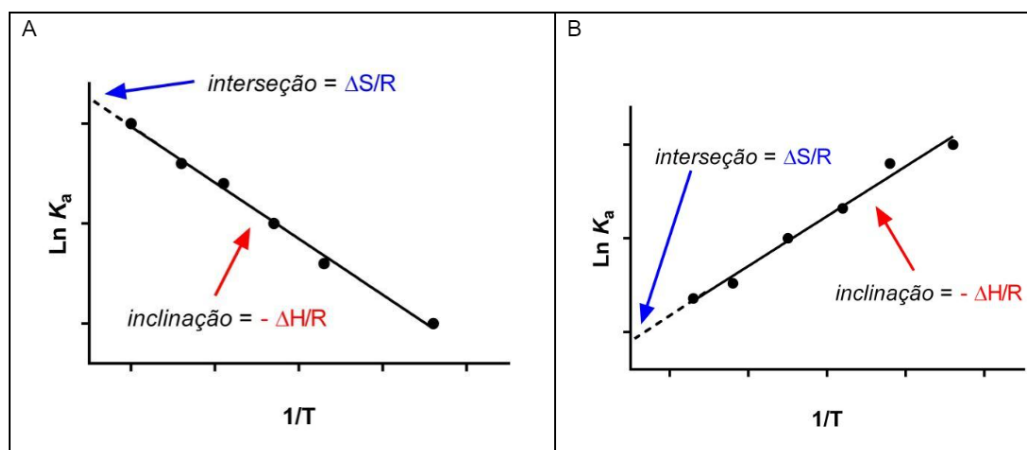 A
interseção = ΔS/R
Ln Ka
inclinação = - ΔH/R
1/T
B
interseção = ΔS/R
Ln Ka
inclinação = - ΔH/R
1/T